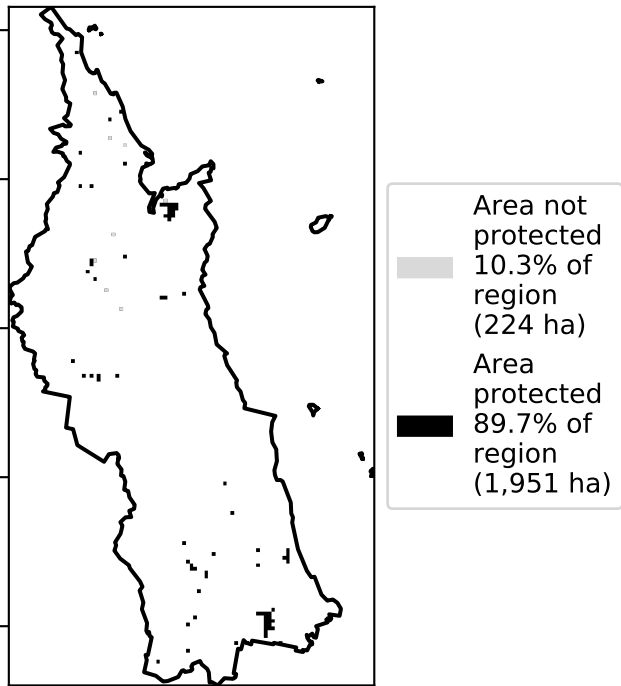 Area not
protected
10.3% of
region
(224 ha)
Area
protected
89.7% of
region
(1,951 ha)